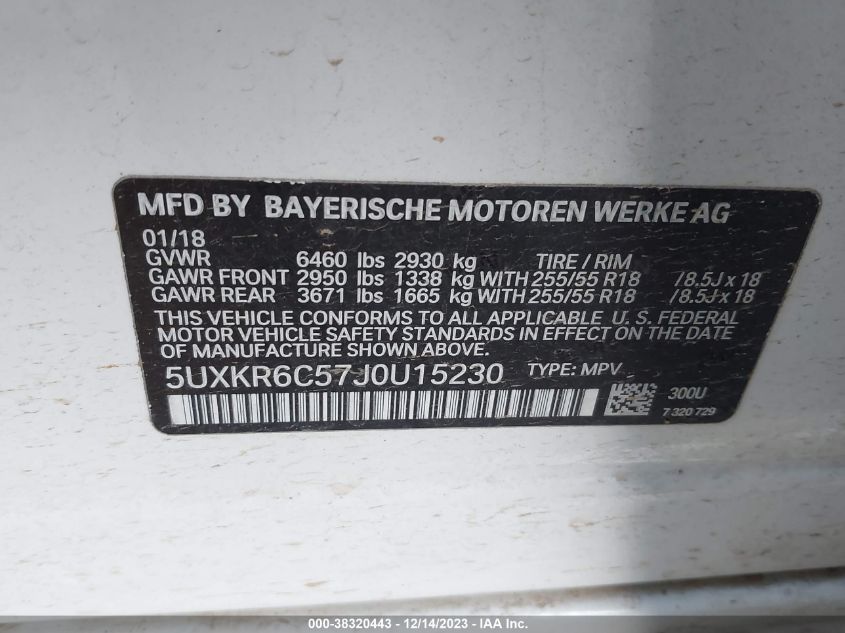 MFD BY BAYERISCHE MOTOREN WERKE AG
01/18
GVWR 6460 lbs 2930 kg TIRE / RIM
GAWR FRONT 2950 lbs 1338 kg WITH 255/55 R18 /8.5J x 18
GAWR REAR 3671 lbs 1665 kg WITH 255/55 R18 /8.5J x 18
THIS VEHICLE CONFORMS TO ALL APPLICABLE U. S. FEDERAL
MOTOR VEHICLE SAFETY STANDARDS IN EFFECT ON THE DATE
OF MANUFACTURE SHOWN ABOVE.
5UXKR6C57J0U15230 TYPE: MPV
300U
7 320 729
000-38320443 - 12/14/2023 - IAA Inc.